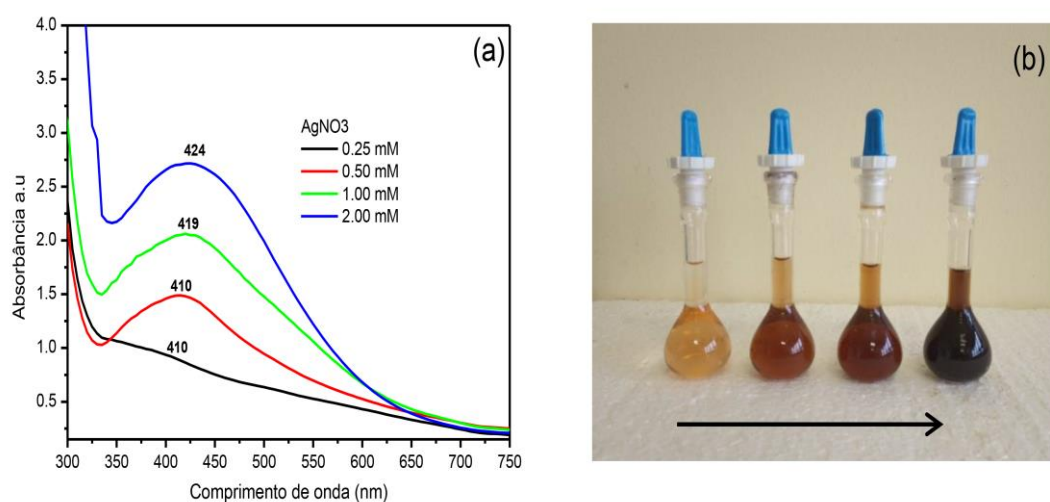 (a)
4.0
3.5
3.0
2.5
2.0
1.5
1.0
0.5
Absorbância a.u
AgNO3
0.25 mM
0.50 mM
1.00 mM
2.00 mM
424
419
410
410
300 350 400 450 500 550 600 650 700 750
Comprimento de onda (nm)
(b)